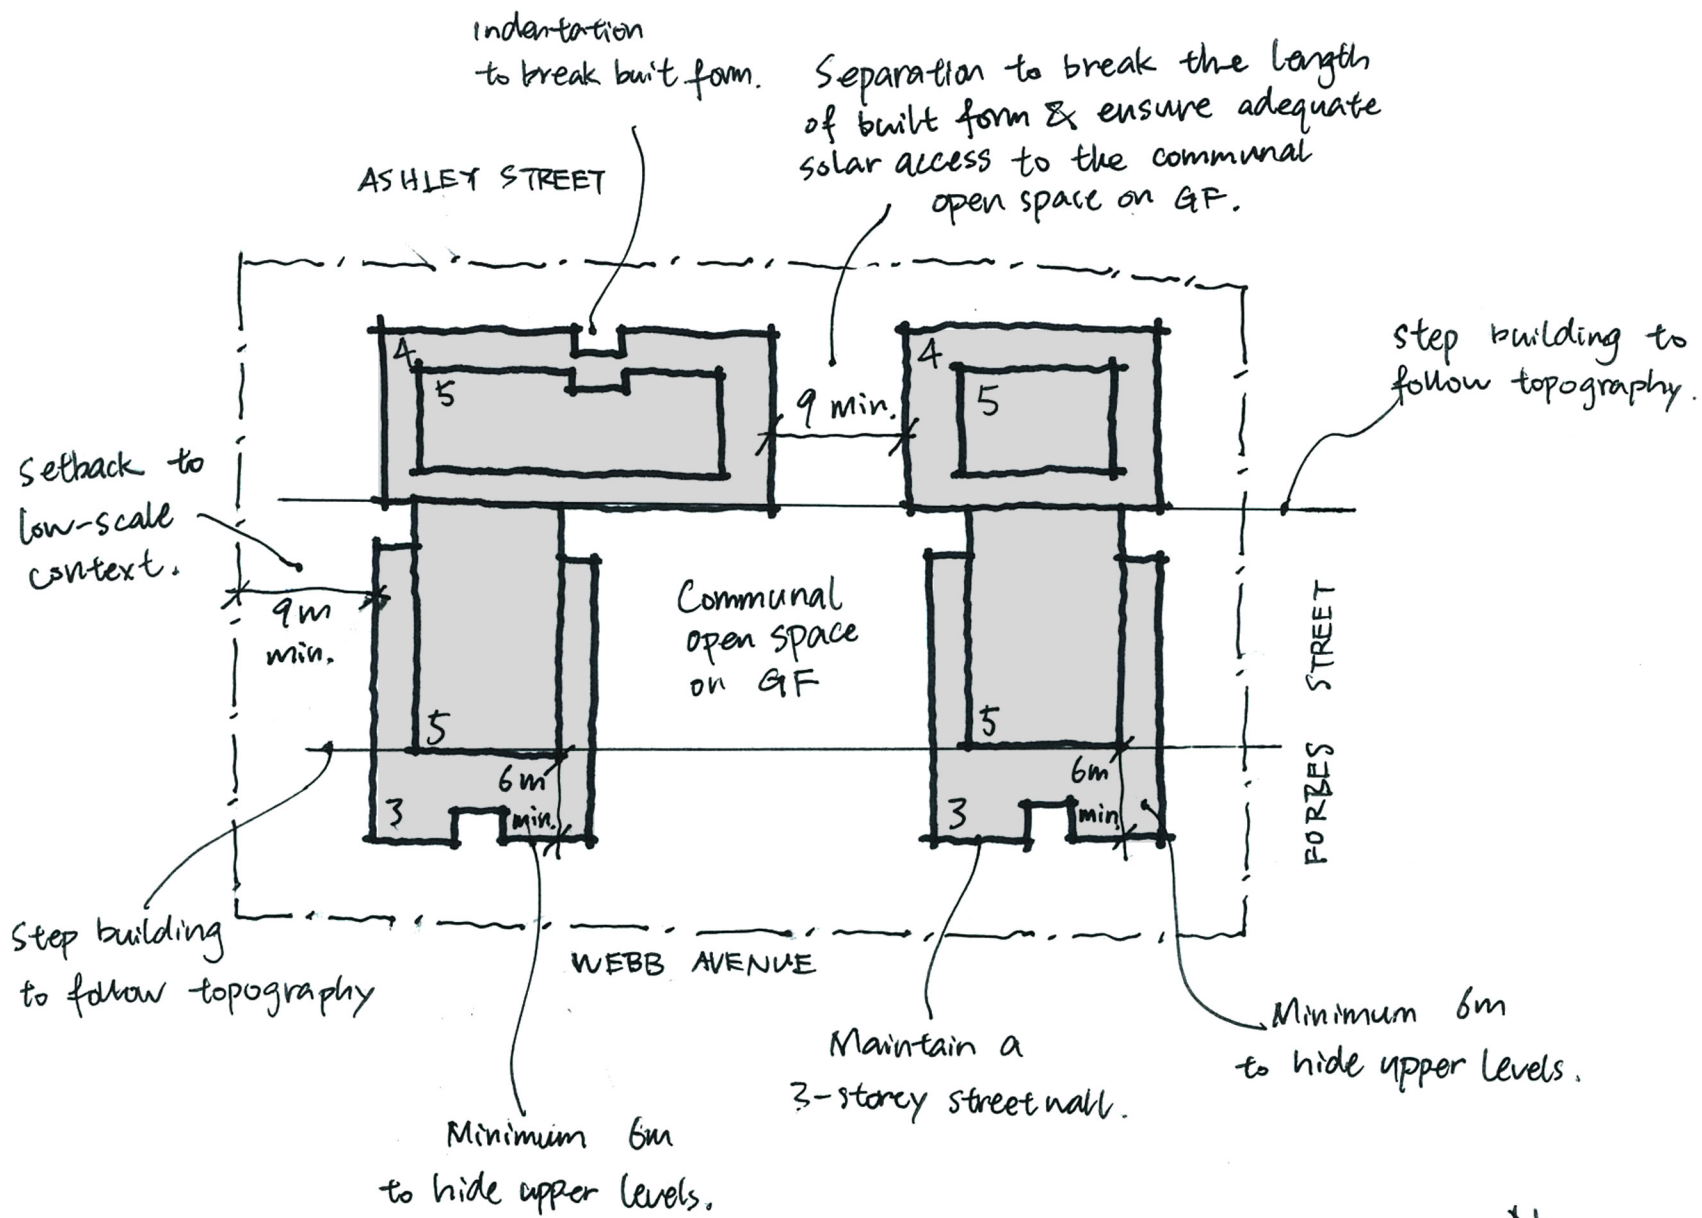 Indentation
to break buit form.
Separation to break the length
of built form & ensure adequate
solar access to the communal
open space on GF.
ASHLEY STREET
Step building to
follow topography.
4
5
9 min.
4
5
Setback to
low-scale
context.
9m
min.
Communal
open space
on GF
FORBES STREET
5
6m
min.
3
5
6m
min.
3
Step building
to follow topography
WEBB AVENUE
Maintain a
3-storey street wall.
Minimum 6m
to hide upper levels.
Minimum 6m
to hide upper levels.